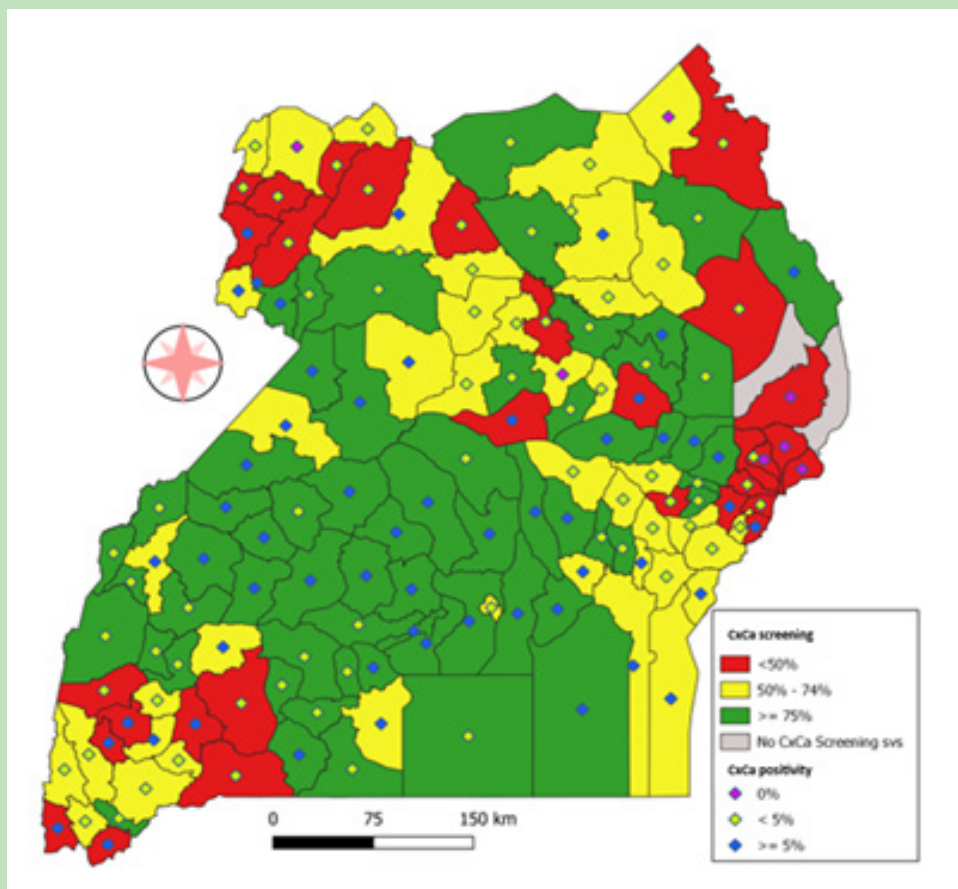 CxCa screening
<50%
50% - 74%
>= 75%
No CxCa Screening svs
CxCa positivity
0%
< 5%
>= 5%
0 75 150 km